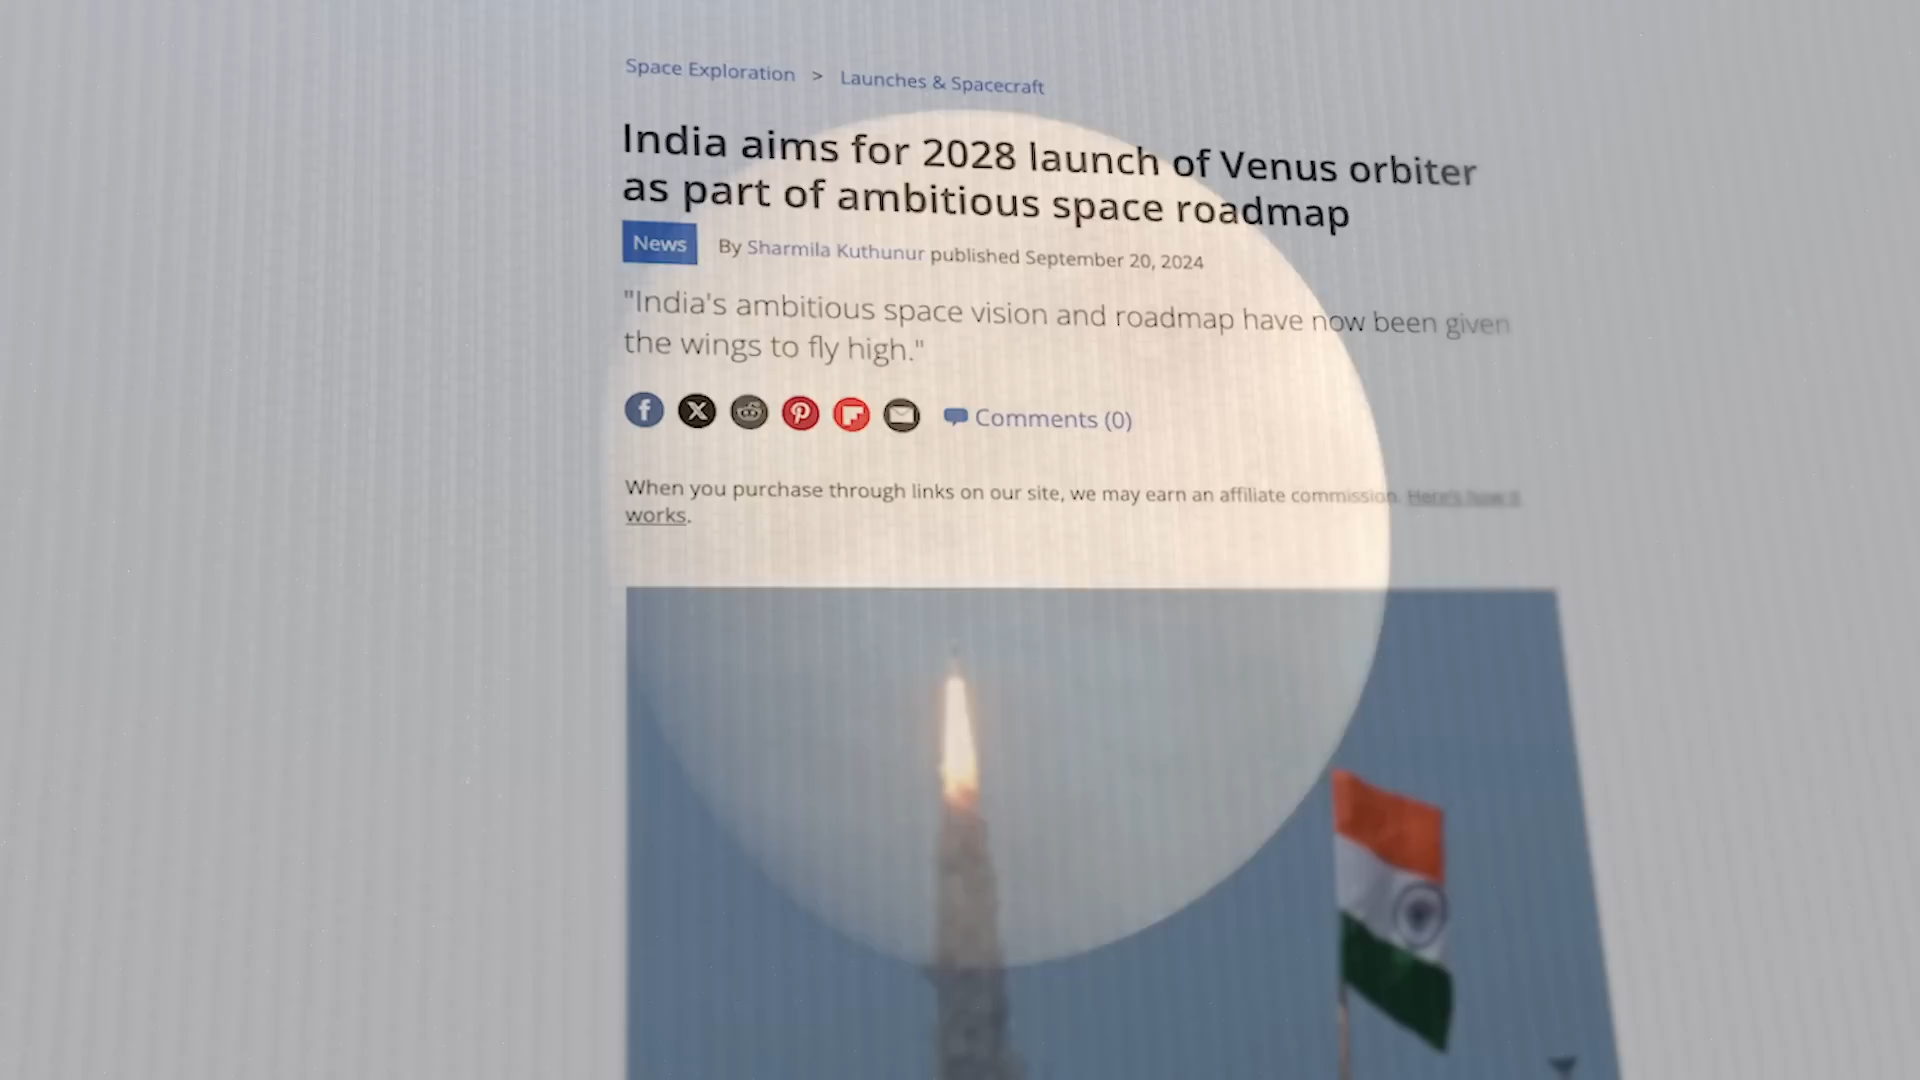 Space Exploration > Launches & Spacecraft
India aims for 2028 launch of Venus orbiter
as part of ambitious space roadmap
News By Sharmila Kuthunur published September 20, 2024
"India's ambitious space vision and roadmap have now been given
the wings to fly high."
Comments (0)
When you purchase through links on our site, we may earn an affiliate commission. Here's how it
works.